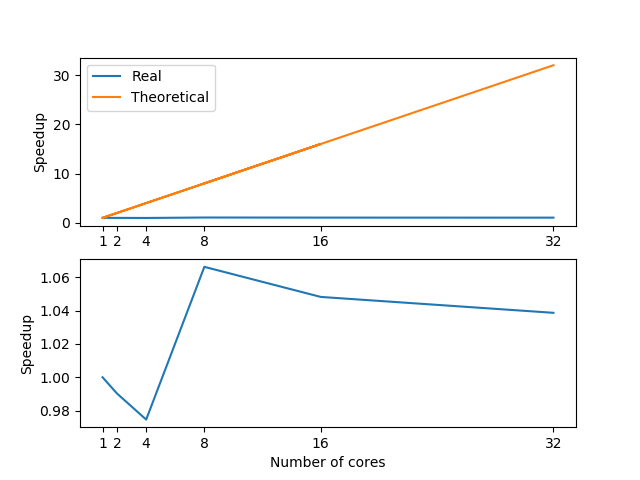 Speedup
30
20
10
0
Real
Theoretical
1 2 4 8 16 32
Speedup
1.06
1.04
1.02
1.00
0.98
1 2 4 8 16 32
Number of cores